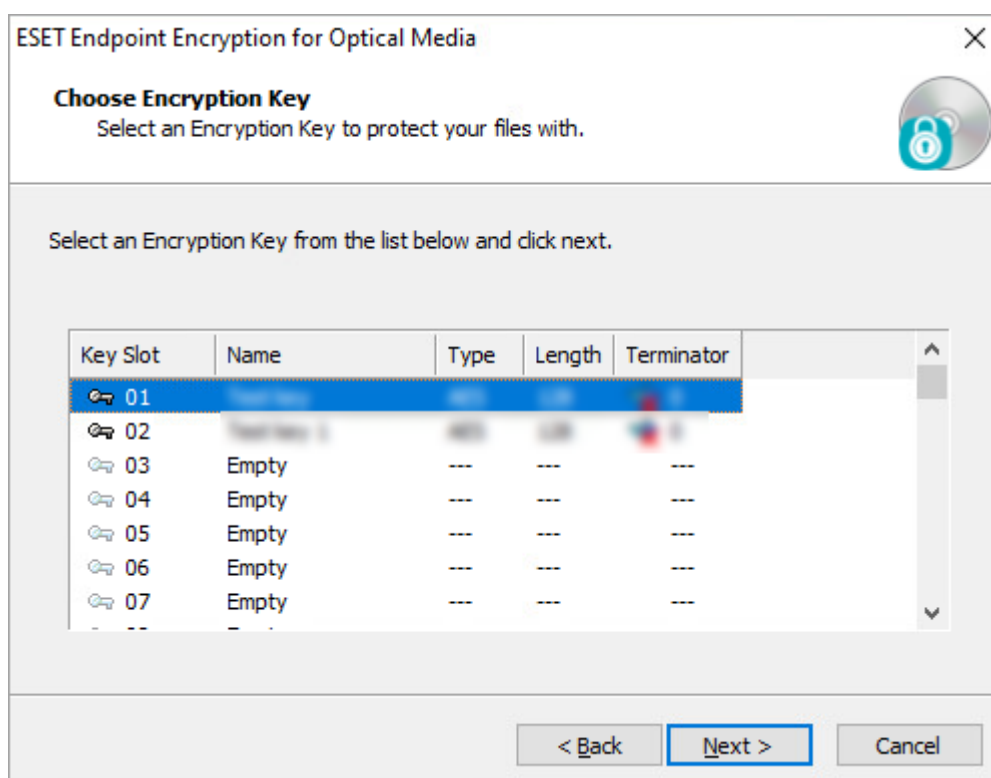 ESET Endpoint Encryption for Optical Media
Choose Encryption Key
Select an Encryption Key to protect your files with.
Select an Encryption Key from the list below and click next.
Key Slot Name Type Length Terminator
01
02
03 Empty --- --- ---
04 Empty --- --- ---
05 Empty --- --- ---
06 Empty --- --- ---
07 Empty --- --- ---
< Back Next > Cancel